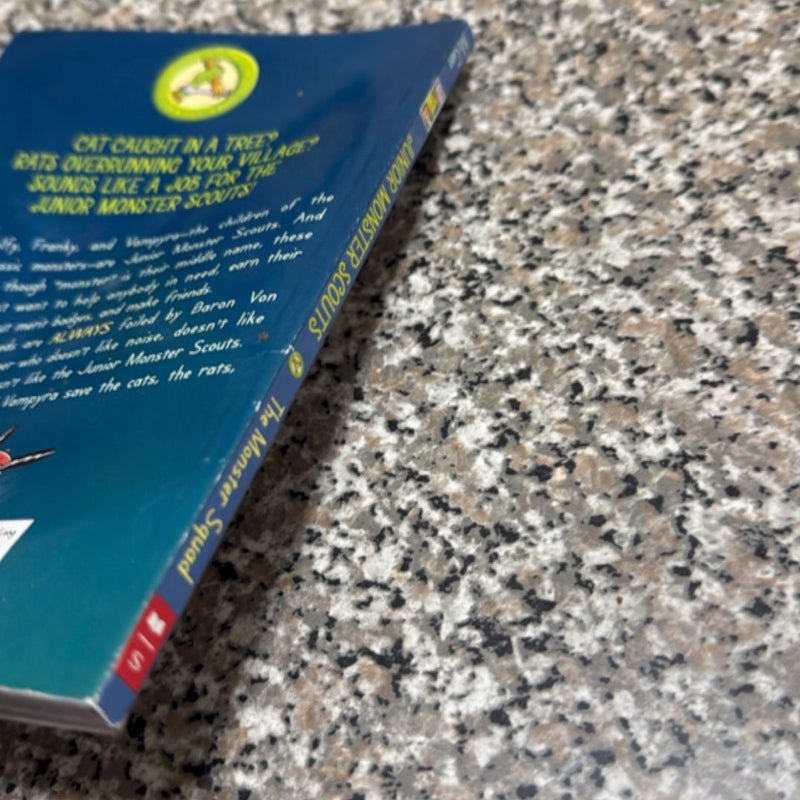 CAT CAUGHT IN A TREE?
RATS OVERRUNNING YOUR VILLAGE?
SOUNDS LIKE A JOB FOR THE
JUNIOR MONSTER SCOUTS!
Franky, and Vampyra—the children of the
monsters—are Junior Monster Scouts. And
though "monster" is their middle name, these
want to help anybody in need, earn their
merit badges, and make friends.
are ALWAYS foiled by Baron Von
who doesn't like noise, doesn't like
like the Junior Monster Scouts.
Vampyra save the cats, the rats,
JUNIOR MONSTER SCOUTS
The Monster Squad
S